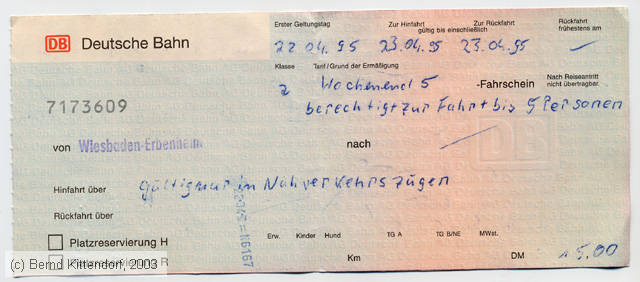 Erster Geltungstag Zur Hinfahrt Zur Rückfahrt Rückfahrt
gültig bis einschließlich frühestens am
DB Deutsche Bahn
22 04. 95 23.04.95 23.04.95
Klasse Tarif/Grund der Ermäßigung
2 Wochenend 5 -Fahrschein Nach Reiseantritt
nicht übertragbar.
7173609
berechtigt zur Fahrt bis 5 Personen
von Wiesbaden-Erbenheim nach
Hinfahrt über Gültig nur in Nahverkehrszügen
Rückfahrt über
Platzreservierung H
Erw. Kinder Hund TG A TG B/NE MWst.
Platzreservierung R
Km DM 15,00
(c) Bernd Kittendorf, 2003